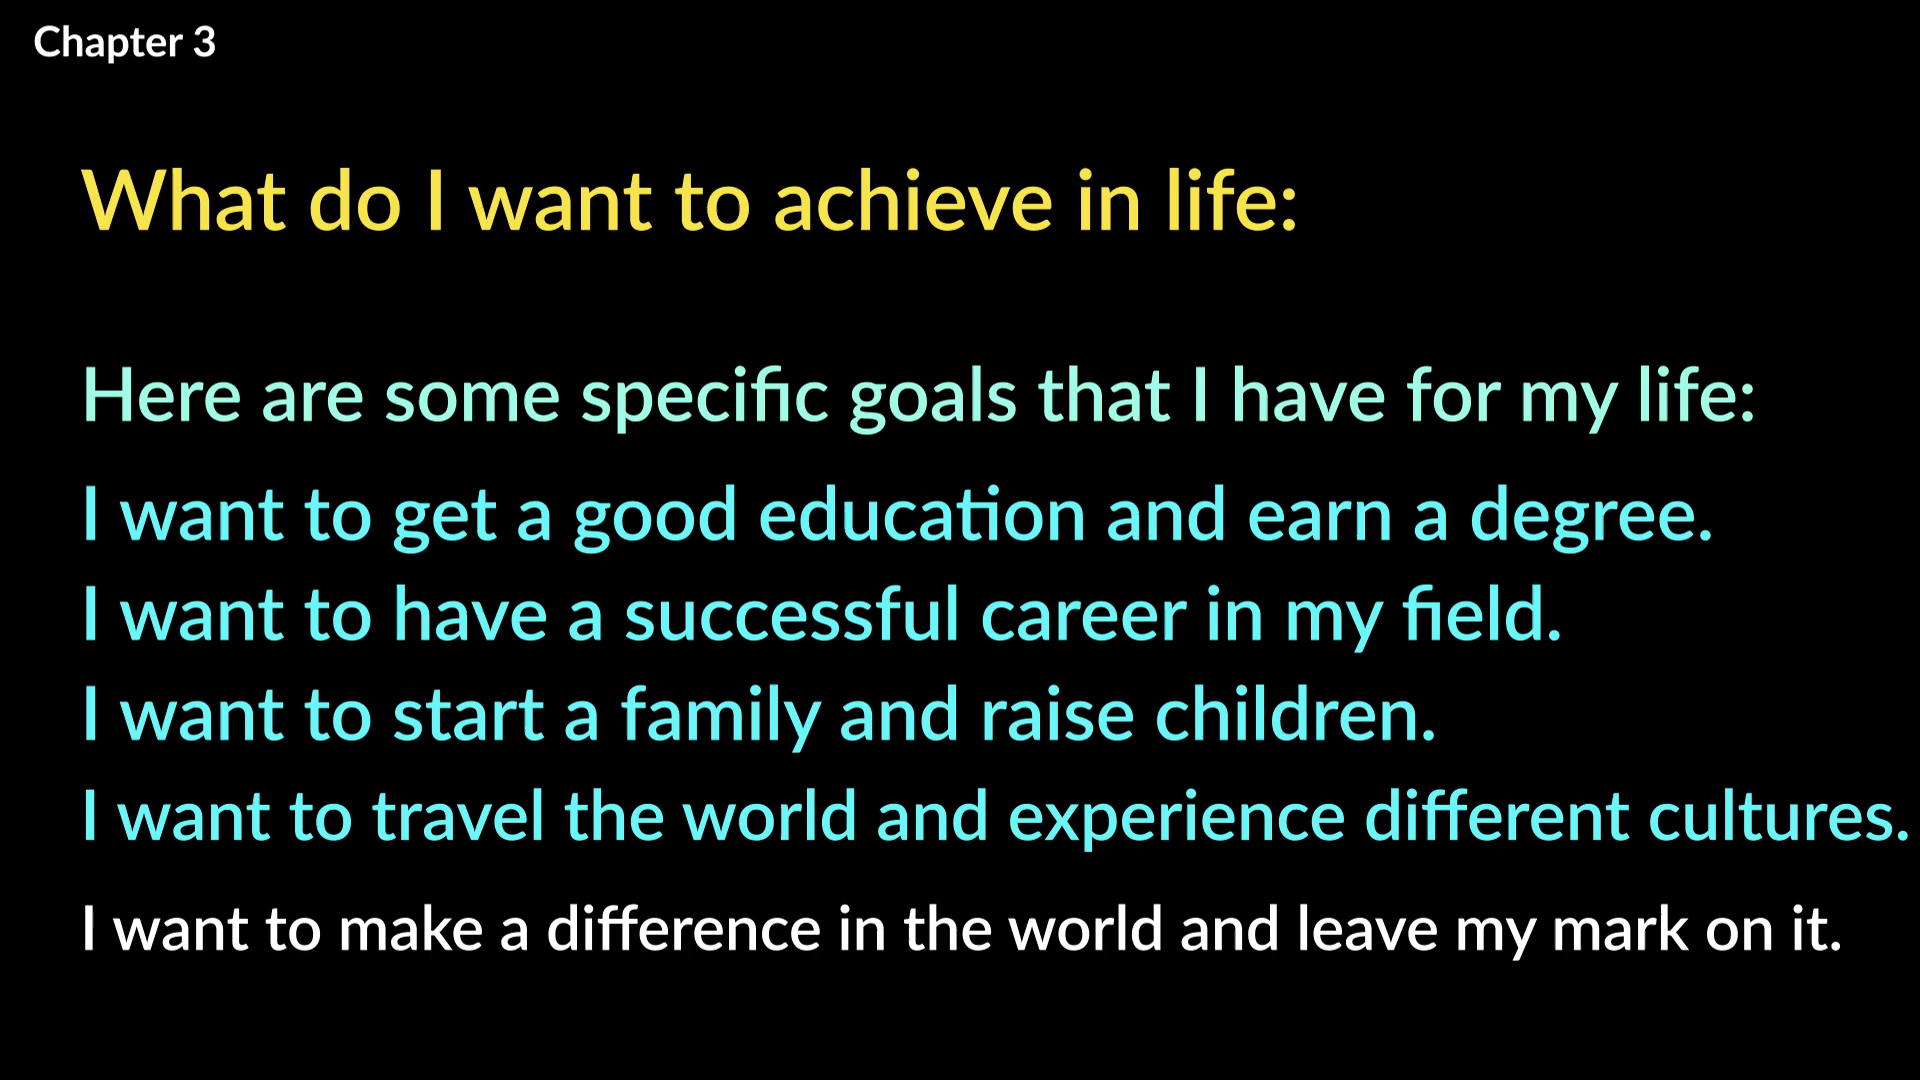 Chapter 3
What do I want to achieve in life:
Here are some specific goals that I have for my life:
I want to get a good education and earn a degree.
I want to have a successful career in my field.
I want to start a family and raise children.
I want to travel the world and experience different cultures.
I want to make a difference in the world and leave my mark on it.